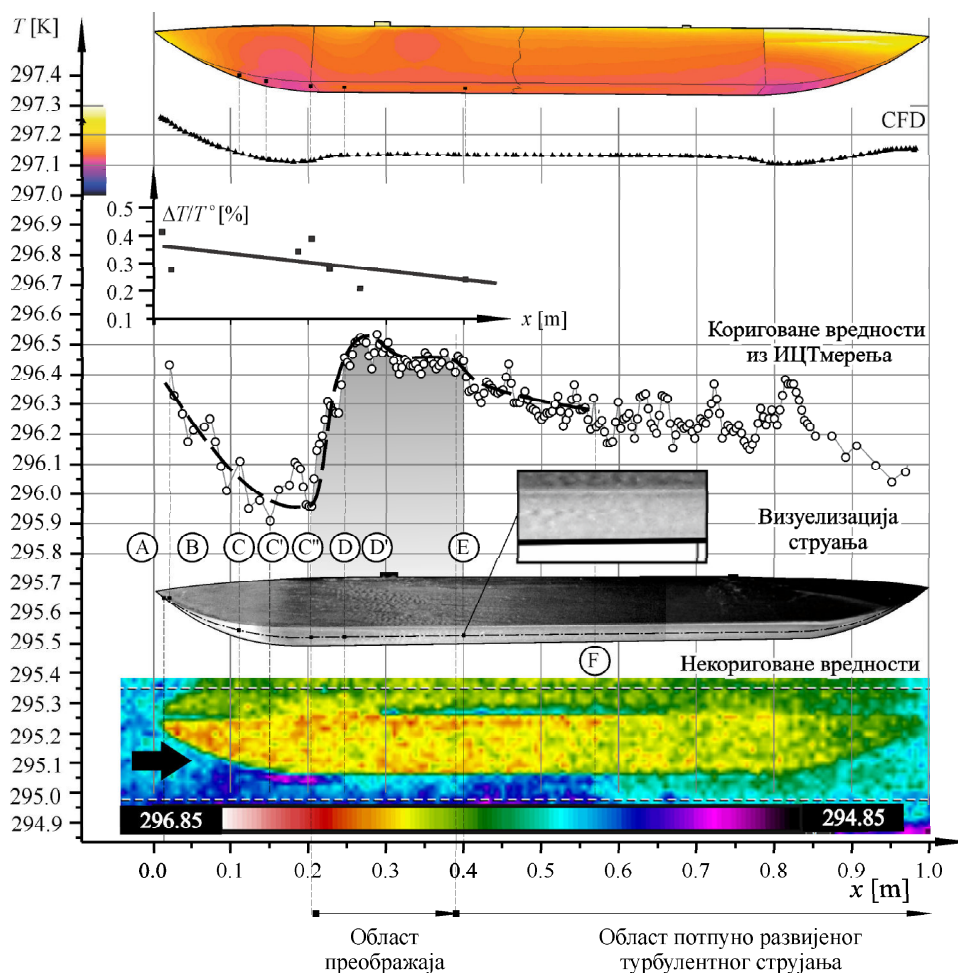 T [K]
297.4
297.3
297.2
297.1
297.0
296.9
296.8
296.7
296.6
296.5
296.4
296.3
296.2
296.1
296.0
295.9
295.8
295.7
295.6
295.5
295.4
295.3
295.2
295.1
295.0
294.9
CFD
ΔT/T° [%]
0.5
0.4
0.3
0.2
0.1
x [m]
Кориговане вредности
из ИЦТмерења
Визуелизација
струања
A B C C' C" D D' E
F
Некориговане вредности
296.85 294.85
0.0 0.1 0.2 0.3 0.4 0.5 0.6 0.7 0.8 0.9 1.0
x [m]
Област
преображаја
Област потпуно развијеног
турбулентног струјања